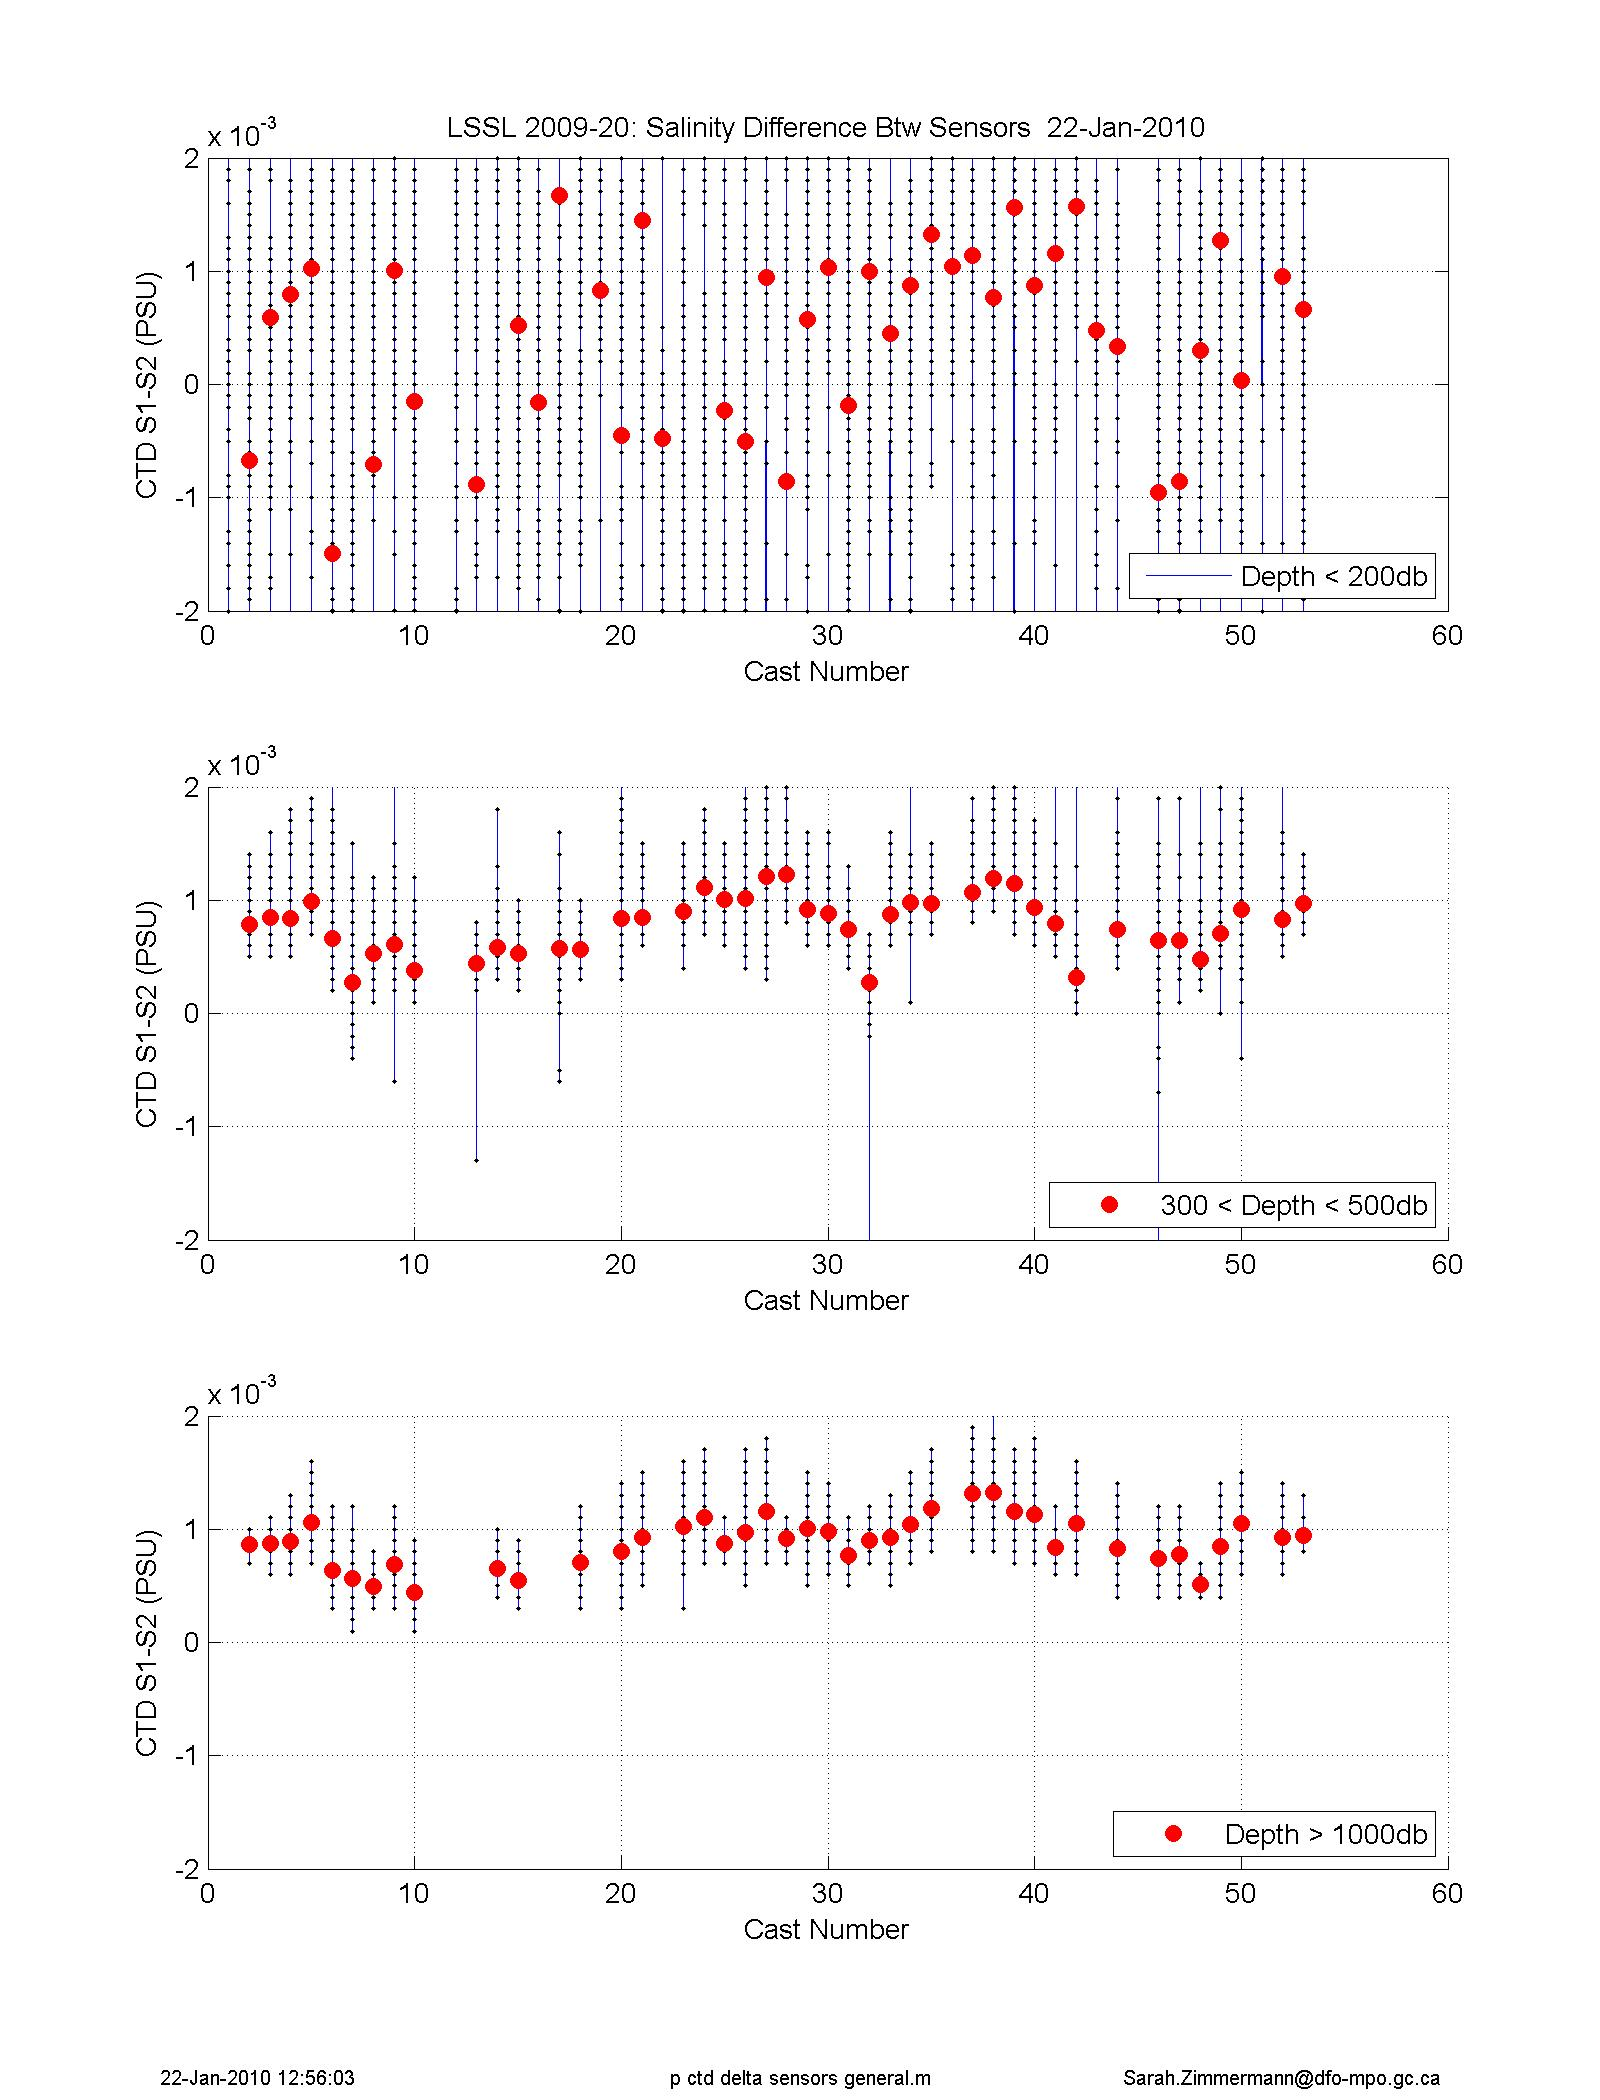 LSSL 2009-20: Salinity Difference Btw Sensors  22-Jan-2010
x 10-3
2
1
0
-1
-2
CTD S1-S2 (PSU)
Depth < 200db
0 10 20 30 40 50 60
Cast Number
x 10-3
2
1
0
-1
-2
CTD S1-S2 (PSU)
300 < Depth < 500db
0 10 20 30 40 50 60
Cast Number
x 10-3
2
1
0
-1
-2
CTD S1-S2 (PSU)
Depth > 1000db
0 10 20 30 40 50 60
Cast Number
22-Jan-2010 12:56:03 p ctd delta sensors general.m Sarah.Zimmermann@dfo-mpo.gc.ca